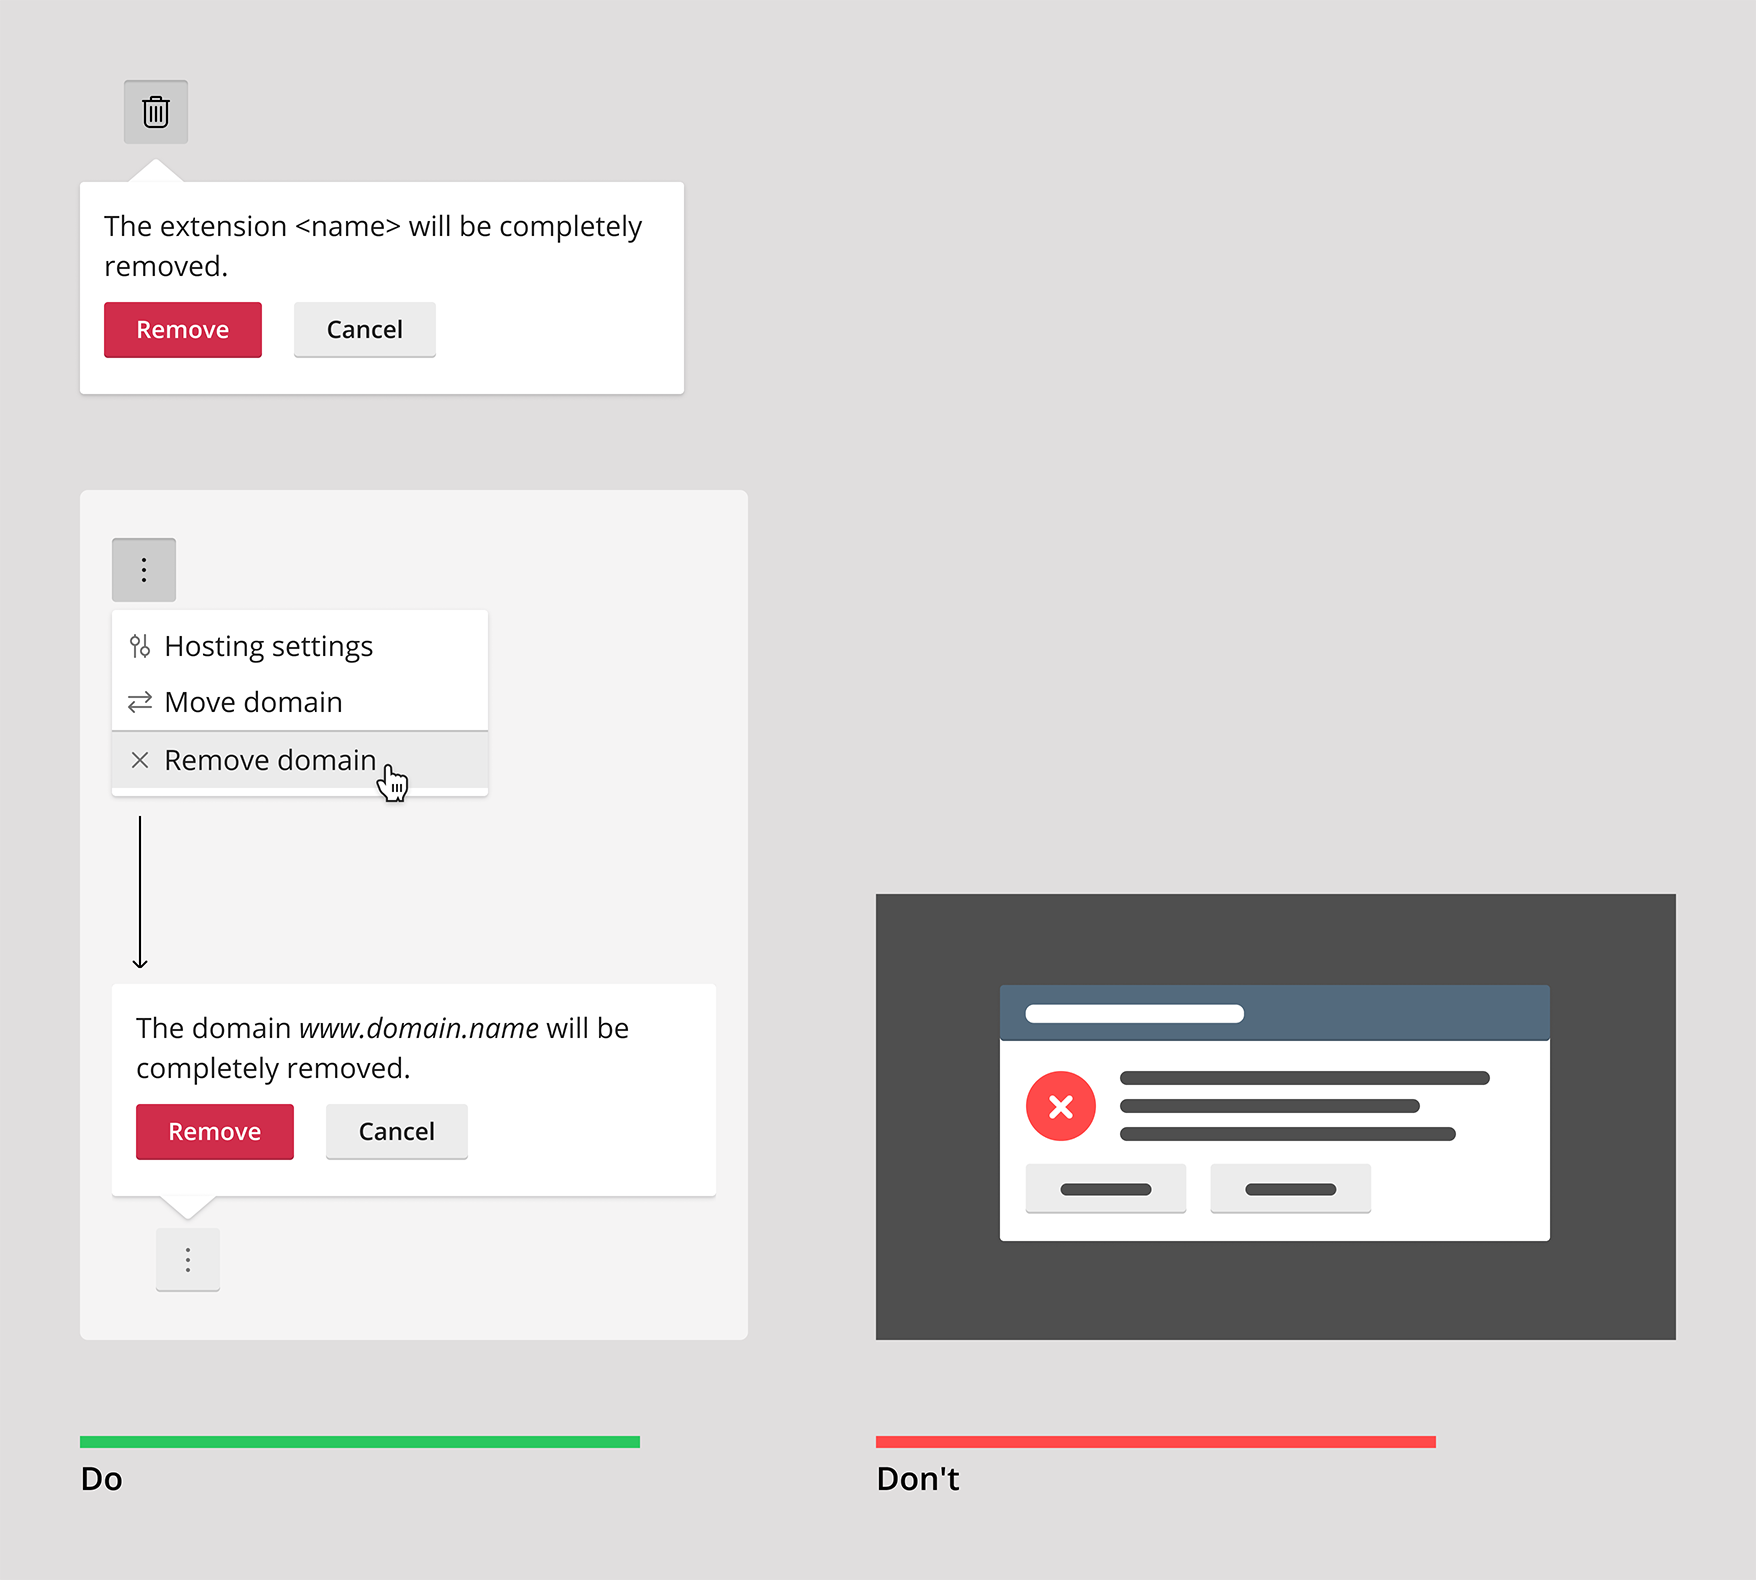 The extension <name> will be completely
removed.
Remove
Cancel
Hosting settings
Move domain
Remove domain
The domain www.domain.name will be
completely removed.
Remove
Cancel
Do
Don't